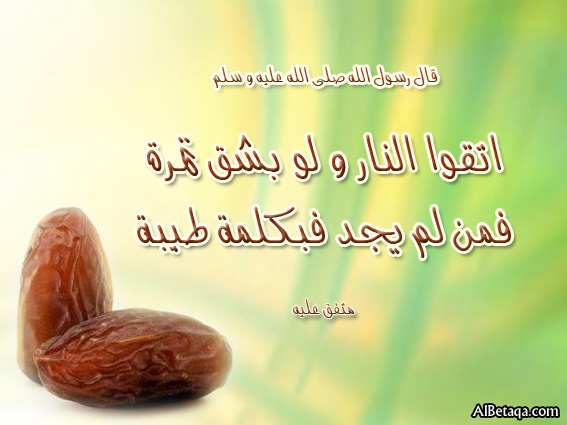 قال رسول الله صلى الله عليه و سلم
اتقوا النار و لو بشق تمرة
فمن لم يجد فبكلمة طيبة
متفق عليه
AlBetaqa.com